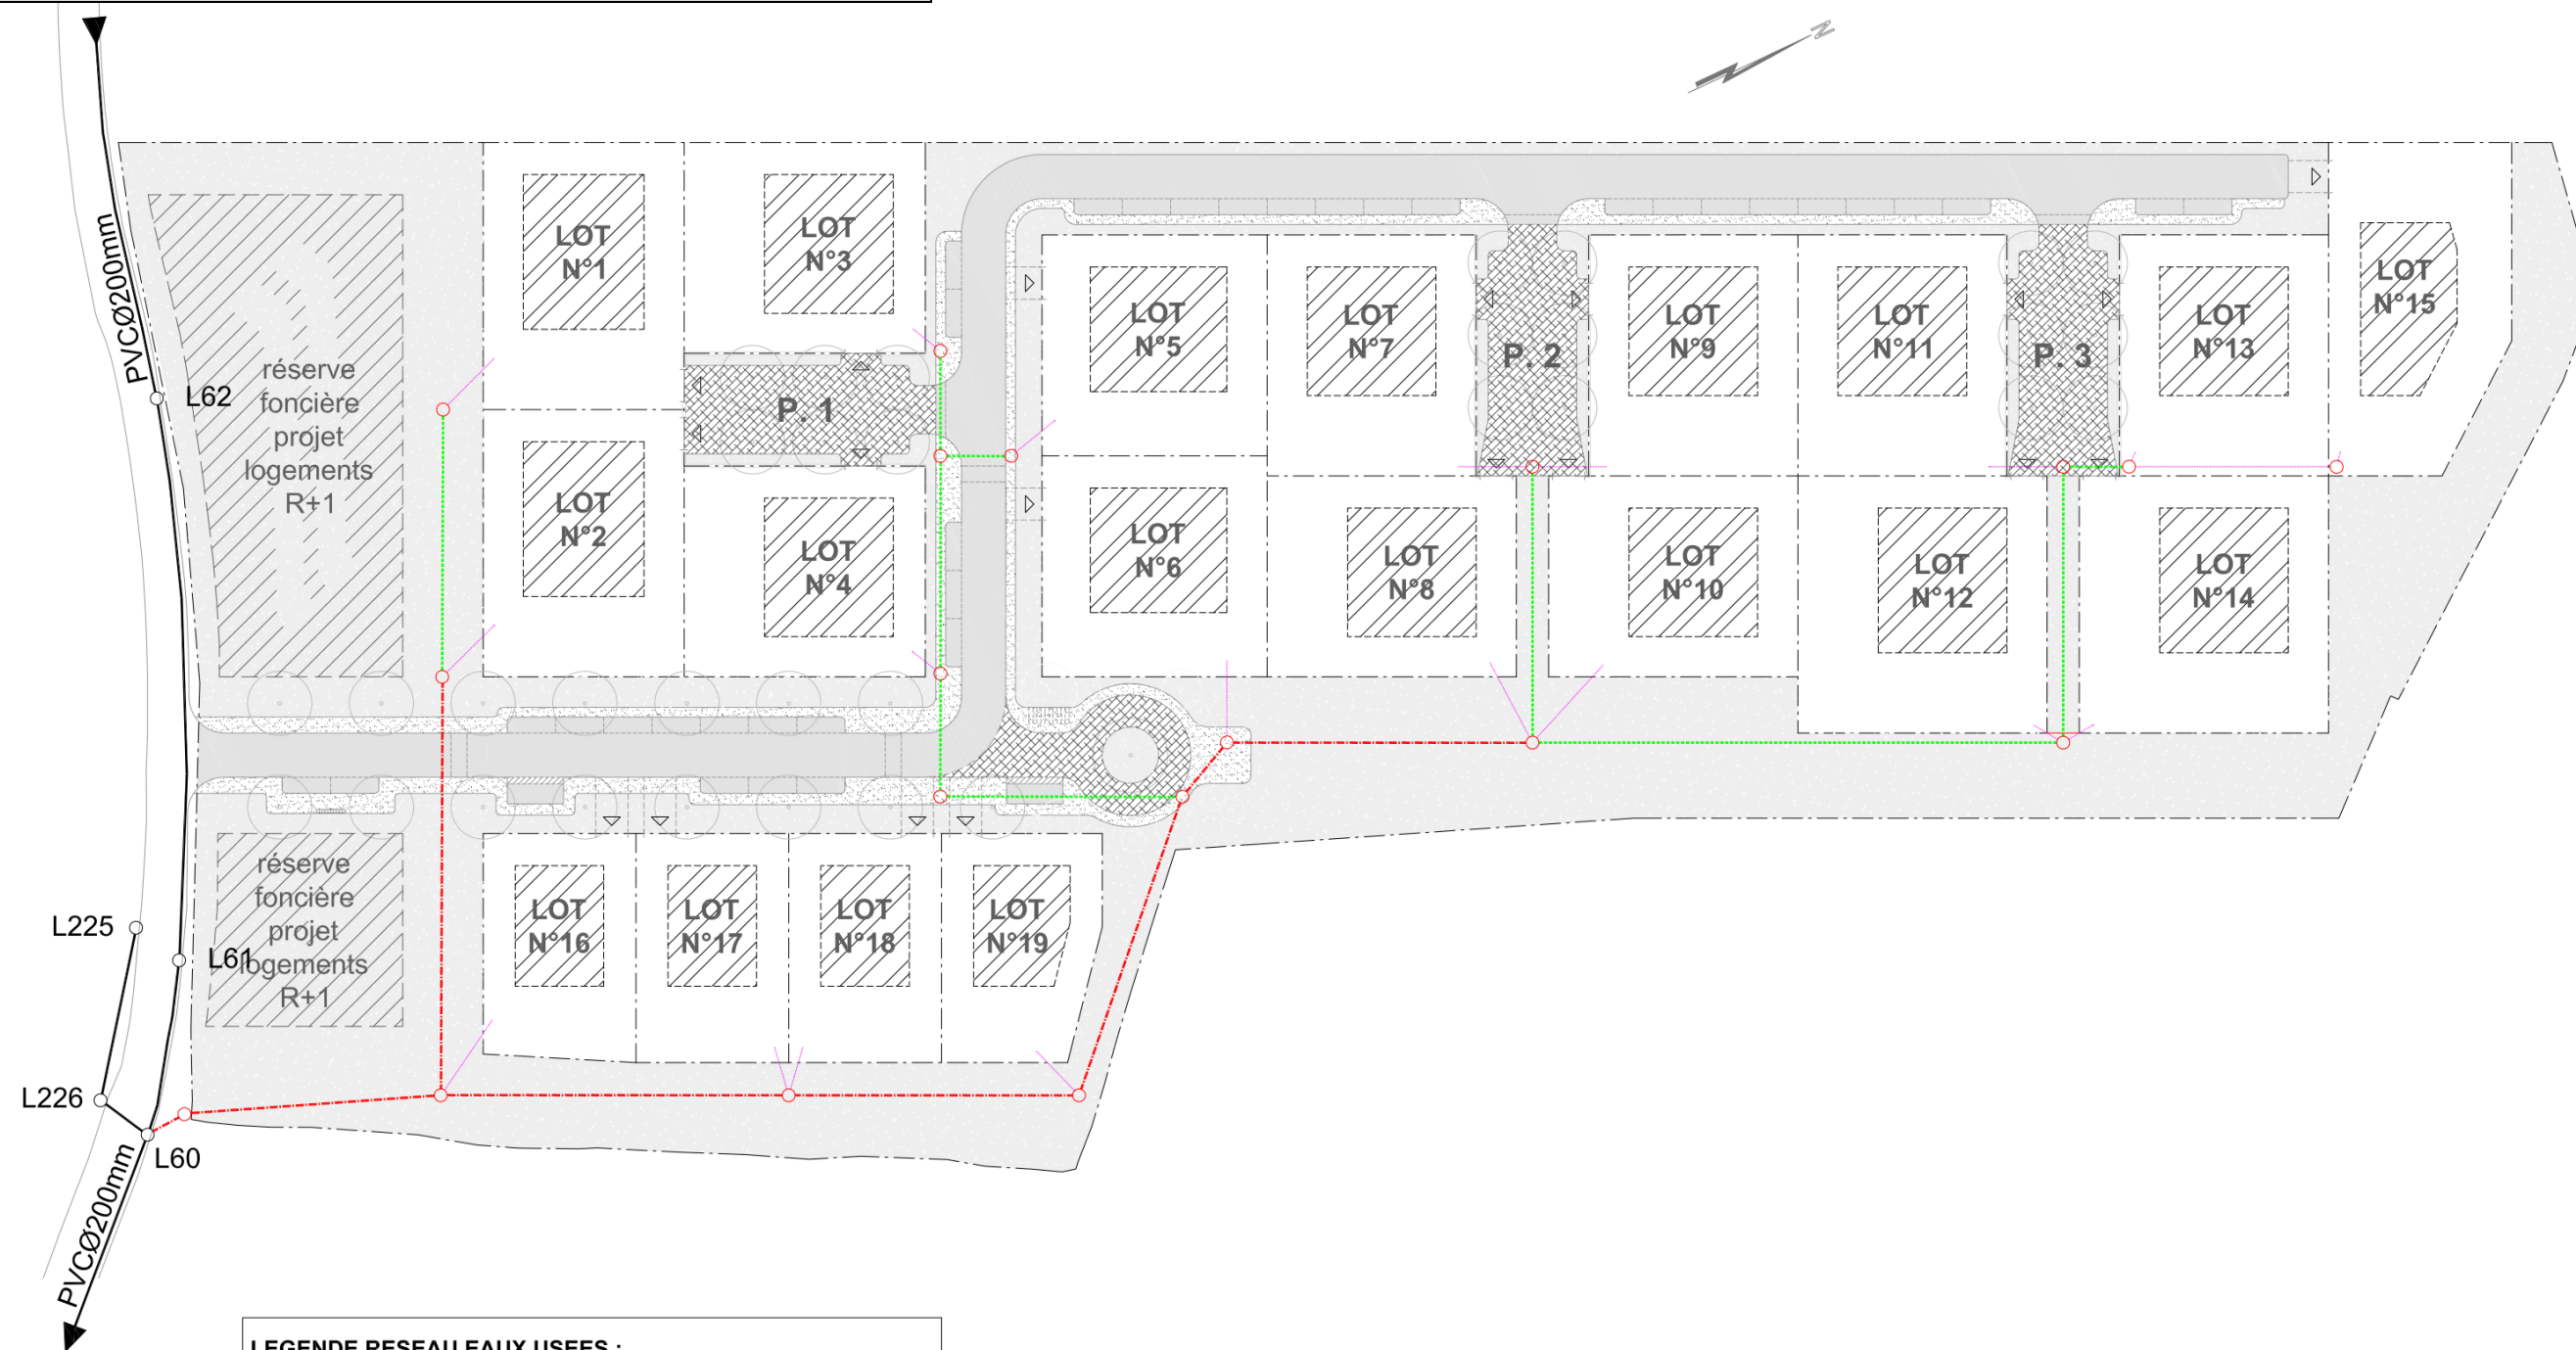 N
PVCØ200mm
L62
réserve
foncière
projet
logements
R+1
LOT
N°1
LOT
N°3
LOT
N°2
LOT
N°4
P. 1
LOT
N°5
LOT
N°7
P. 2
LOT
N°9
LOT
N°11
P. 3
LOT
N°13
LOT
N°15
LOT
N°6
LOT
N°8
LOT
N°10
LOT
N°12
LOT
N°14
réserve
foncière
projet
logements
R+1
L225
L61
LOT
N°16
LOT
N°17
LOT
N°18
LOT
N°19
L226
L60
PVCØ200mm
LEGENDE RESEAU EAUX USEES :